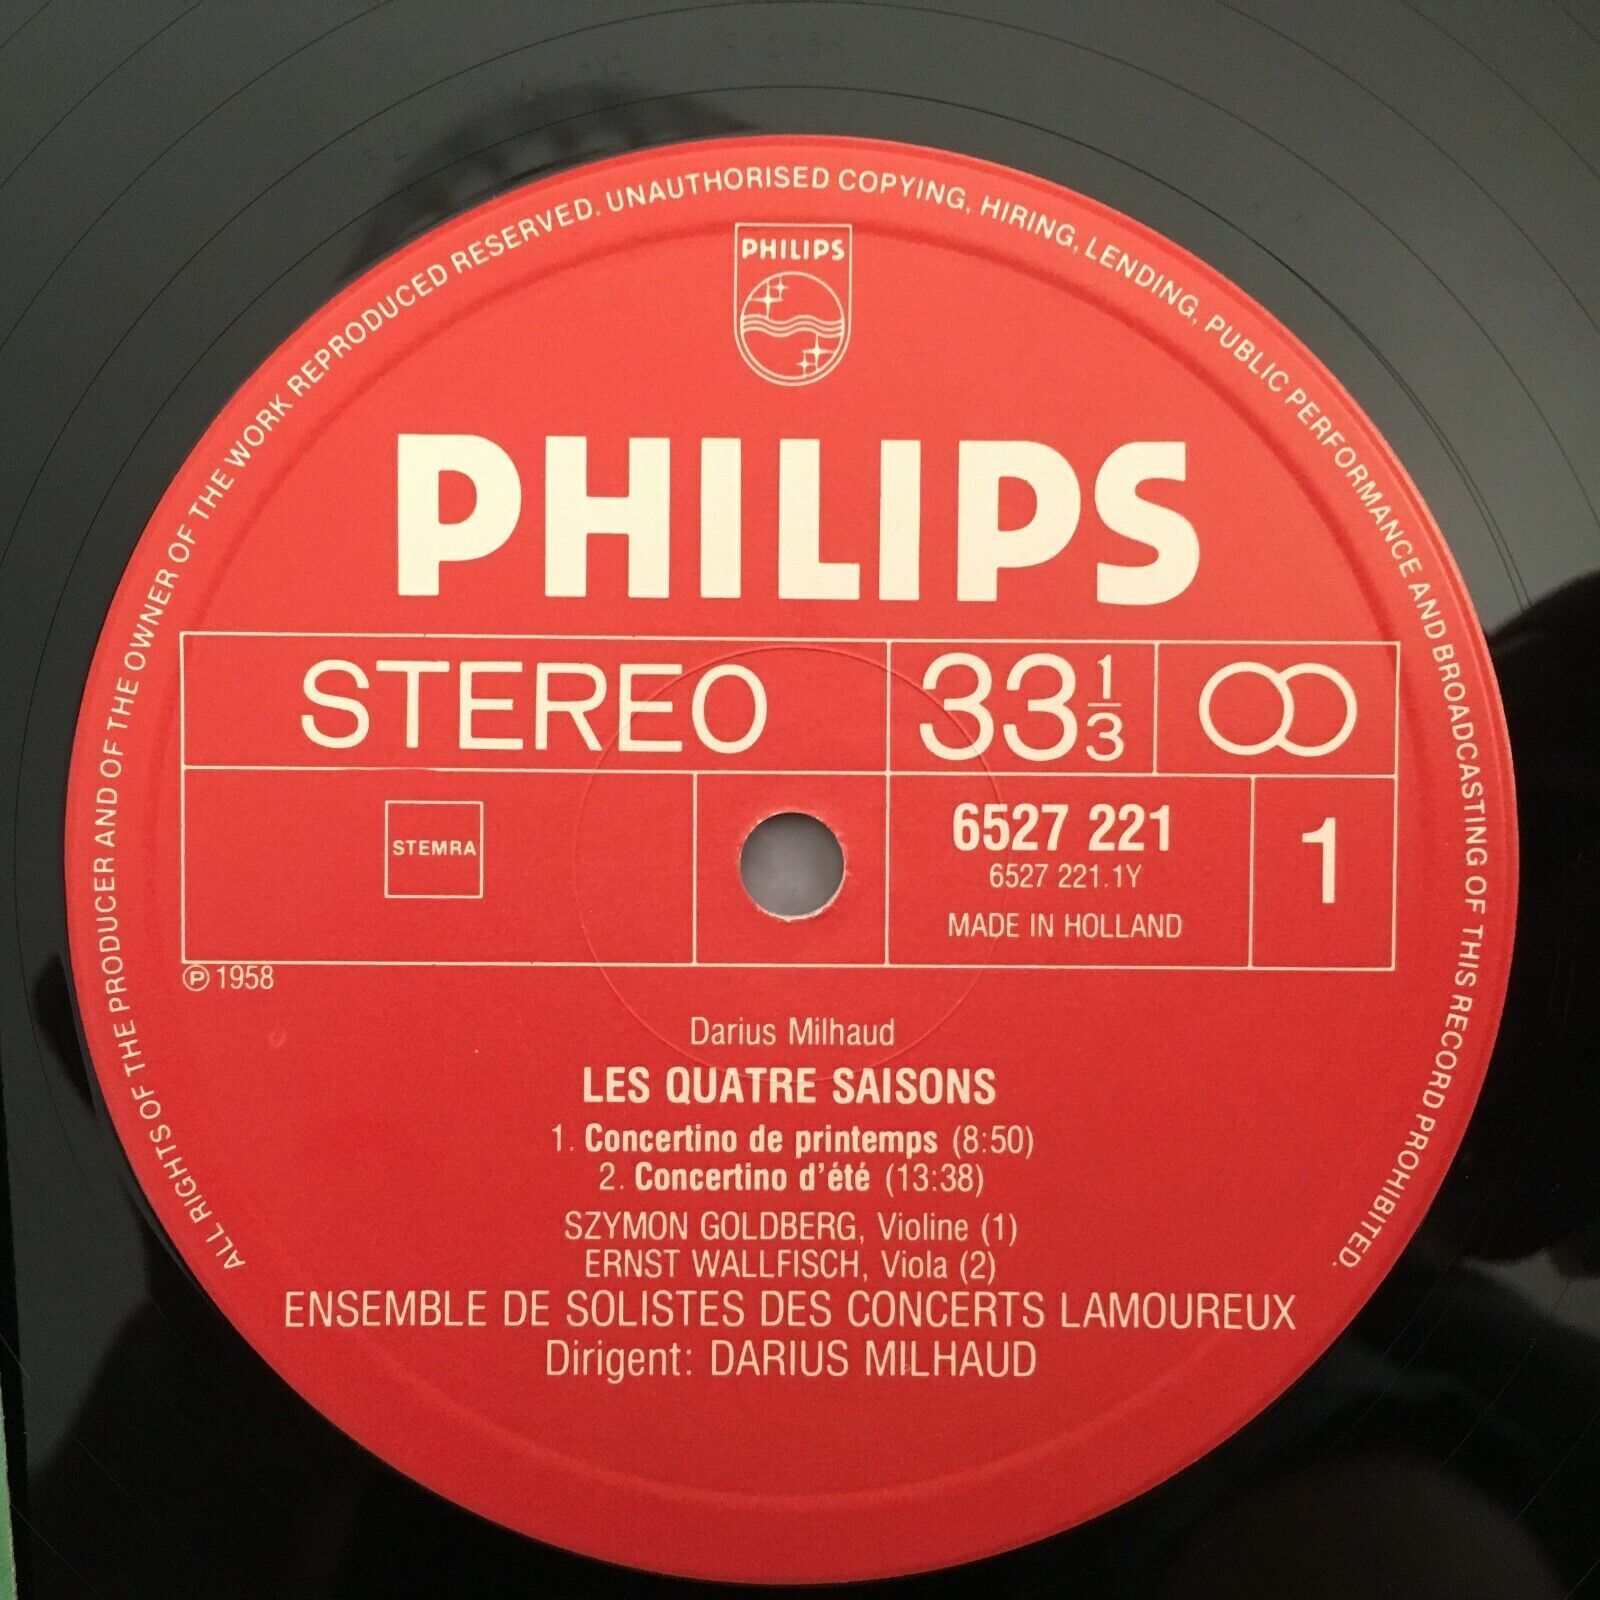 ALL RIGHTS OF THE PRODUCER AND OF THE OWNER OF THE WORK REPRODUCED RESERVED. UNAUTHORISED COPYING, HIRING, LENDING, PUBLIC PERFORMANCE AND BROADCASTING OF THIS RECORD PROHIBITED.
PHILIPS
PHILIPS
STEREO 33 1/3
STEMRA
6527 221
6527 221.1Y
MADE IN HOLLAND
1
Ⓟ 1958
Darius Milhaud
LES QUATRE SAISONS
1. Concertino de printemps (8:50)
2. Concertino d'été (13:38)
SZYMON GOLDBERG, Violine (1)
ERNST WALLFISCH, Viola (2)
ENSEMBLE DE SOLISTES DES CONCERTS LAMOUREUX
Dirigent: DARIUS MILHAUD